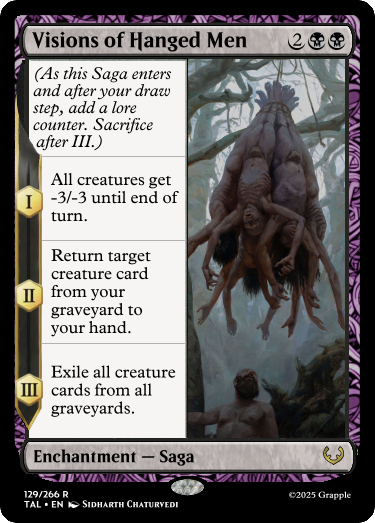 Visions of Hanged Men 2
(As this Saga enters
and after your draw
step, add a lore
counter. Sacrifice
after III.)
I
All creatures get
-3/-3 until end of
turn.
II
Return target
creature card
from your
graveyard to
your hand.
III
Exile all creature
cards from all
graveyards.
Enchantment — Saga
129/266 R
TAL • EN Sidharth Chaturvedi
©2025 Grapple